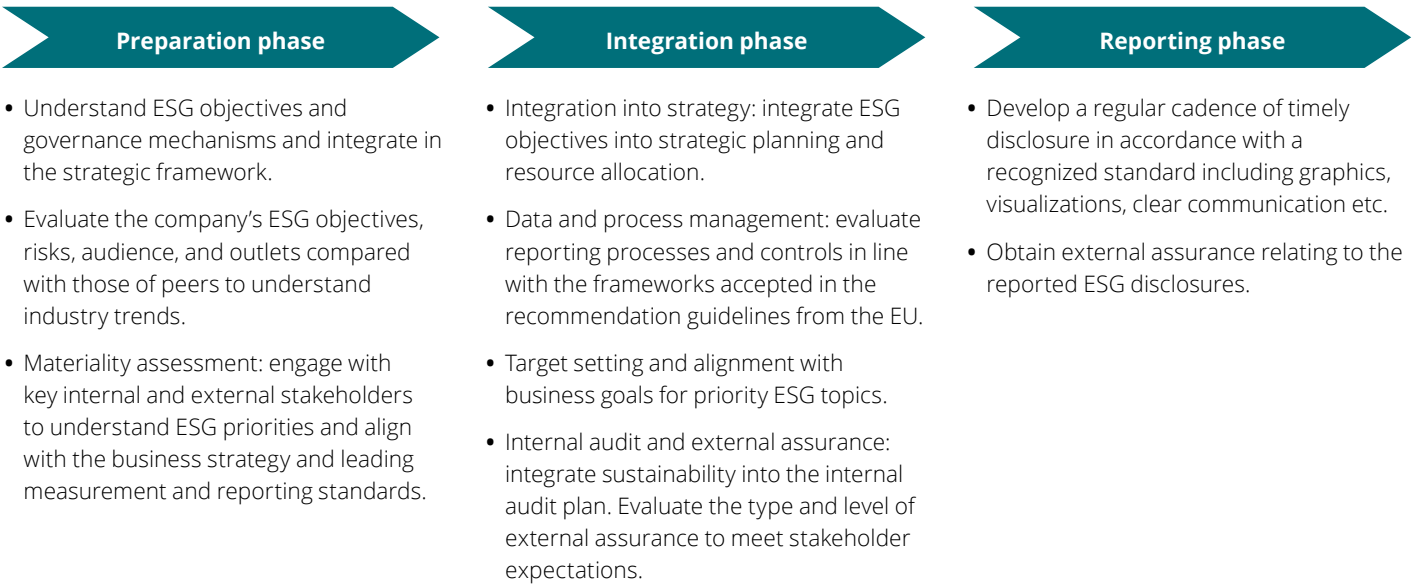 Preparation phase
• Understand ESG objectives and
governance mechanisms and integrate in
the strategic framework.
• Evaluate the company’s ESG objectives,
risks, audience, and outlets compared
with those of peers to understand
industry trends.
• Materiality assessment: engage with
key internal and external stakeholders
to understand ESG priorities and align
with the business strategy and leading
measurement and reporting standards.
Integration phase
• Integration into strategy: integrate ESG
objectives into strategic planning and
resource allocation.
• Data and process management: evaluate
reporting processes and controls in line
with the frameworks accepted in the
recommendation guidelines from the EU.
• Target setting and alignment with
business goals for priority ESG topics.
• Internal audit and external assurance:
integrate sustainability into the internal
audit plan. Evaluate the type and level of
external assurance to meet stakeholder
expectations.
Reporting phase
• Develop a regular cadence of timely
disclosure in accordance with a
recognized standard including graphics,
visualizations, clear communication etc.
• Obtain external assurance relating to the
reported ESG disclosures.